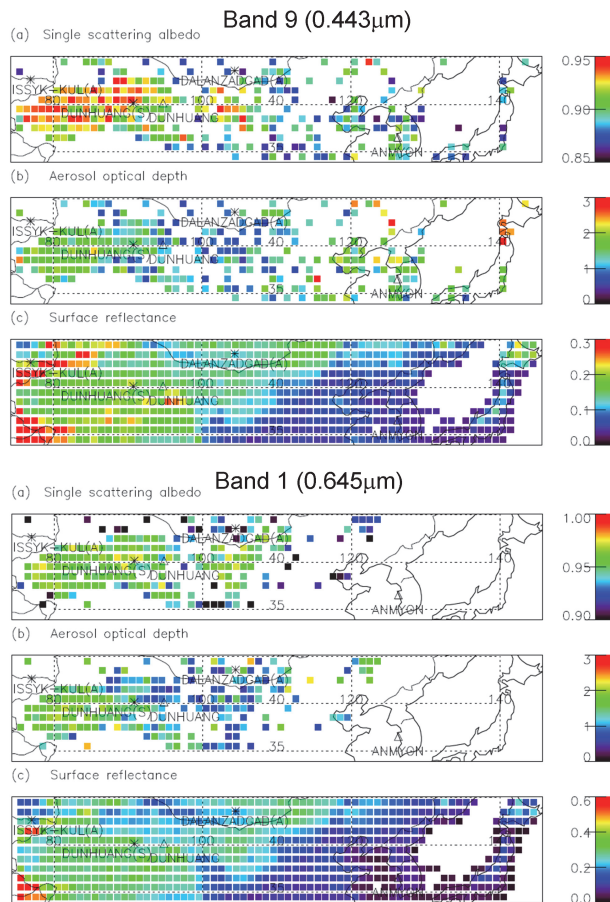 Band 9 (0.443μm)
(a) Single scattering albedo
0.95
0.90
0.85
DALANZADGAD(A)
ISSYK-KUL(A)
80
100
40
120
140
DUNHUANG(S)
DUNHUANG
35
ANMYON
(b) Aerosol optical depth
3
2
1
0
DALANZADGAD(A)
ISSYK-KUL(A)
80
100
40
120
140
DUNHUANG(S)
DUNHUANG
35
ANMYON
(c) Surface reflectance
0.3
0.2
0.1
0.0
DALANZADGAD(A)
ISSYK-KUL(A)
80
100
40
120
140
DUNHUANG(S)
DUNHUANG
35
ANMYON
Band 1 (0.645μm)
(a) Single scattering albedo
1.00
0.95
0.90
DALANZADGAD(A)
ISSYK-KUL(A)
80
100
40
120
140
DUNHUANG(S)
DUNHUANG
35
ANMYON
(b) Aerosol optical depth
3
2
1
0
DALANZADGAD(A)
ISSYK-KUL(A)
80
100
40
120
140
DUNHUANG(S)
DUNHUANG
35
ANMYON
(c) Surface reflectance
0.6
0.4
0.2
0.0
DALANZADGAD(A)
ISSYK-KUL(A)
80
100
40
120
140
DUNHUANG(S)
DUNHUANG
35
ANMYON